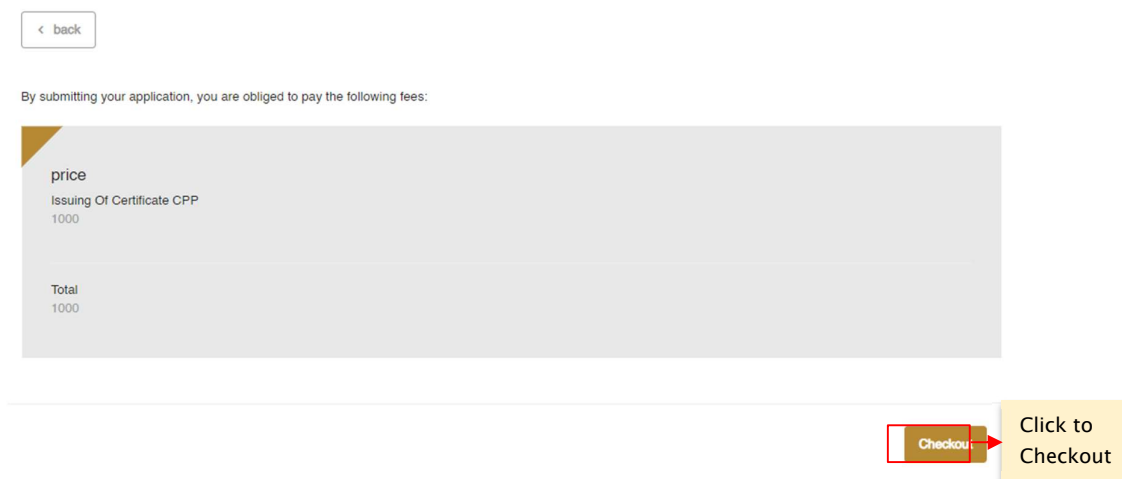 < back
By submitting your application, you are obliged to pay the following fees:
price
Issuing Of Certificate CPP
1000
Total
1000
Checkout
Click to
Checkout